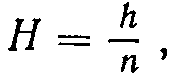 H = h/n ,